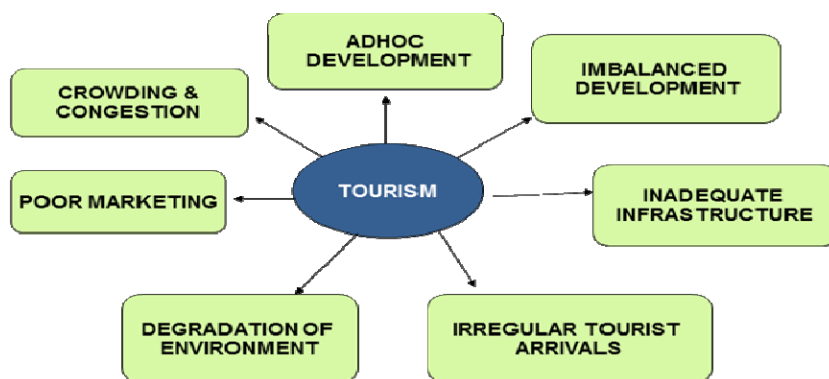 ADHOC
DEVELOPMENT
IMBALANCED
DEVELOPMENT
CROWDING &
CONGESTION
TOURISM
POOR MARKETING
INADEQUATE
INFRASTRUCTURE
DEGRADATION OF
ENVIRONMENT
IRREGULAR TOURIST
ARRIVALS